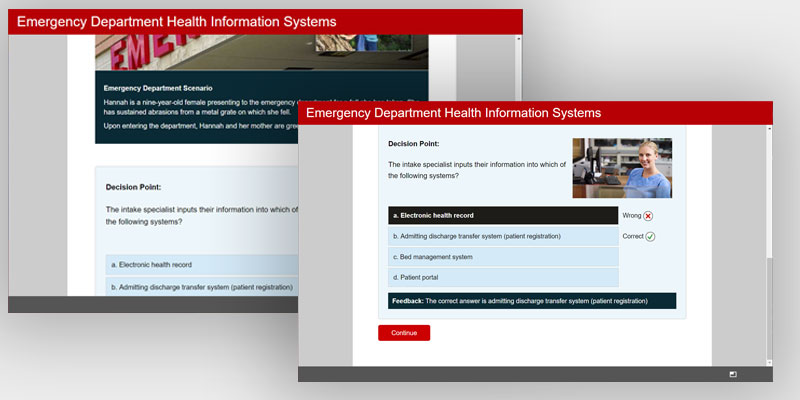 Emergency Department Health Information Systems
EMERG
Emergency Department Scenario
Hannah is a nine-year-old female presenting to the emergency
has sustained abrasions from a metal grate on which she fell.
Upon entering the department, Hannah and her mother are
Decision Point:
The intake specialist inputs their information into which of
the following systems?
a. Electronic health record
b. Admitting discharge transfer system (patient registration)
Emergency Department Health Information Systems
Decision Point:
The intake specialist inputs their information into which of
the following systems?
a. Electronic health record Wrong
b. Admitting discharge transfer system (patient registration) Correct
c. Bed management system
d. Patient portal
Feedback: The correct answer is admitting discharge transfer system (patient registration)
Continue